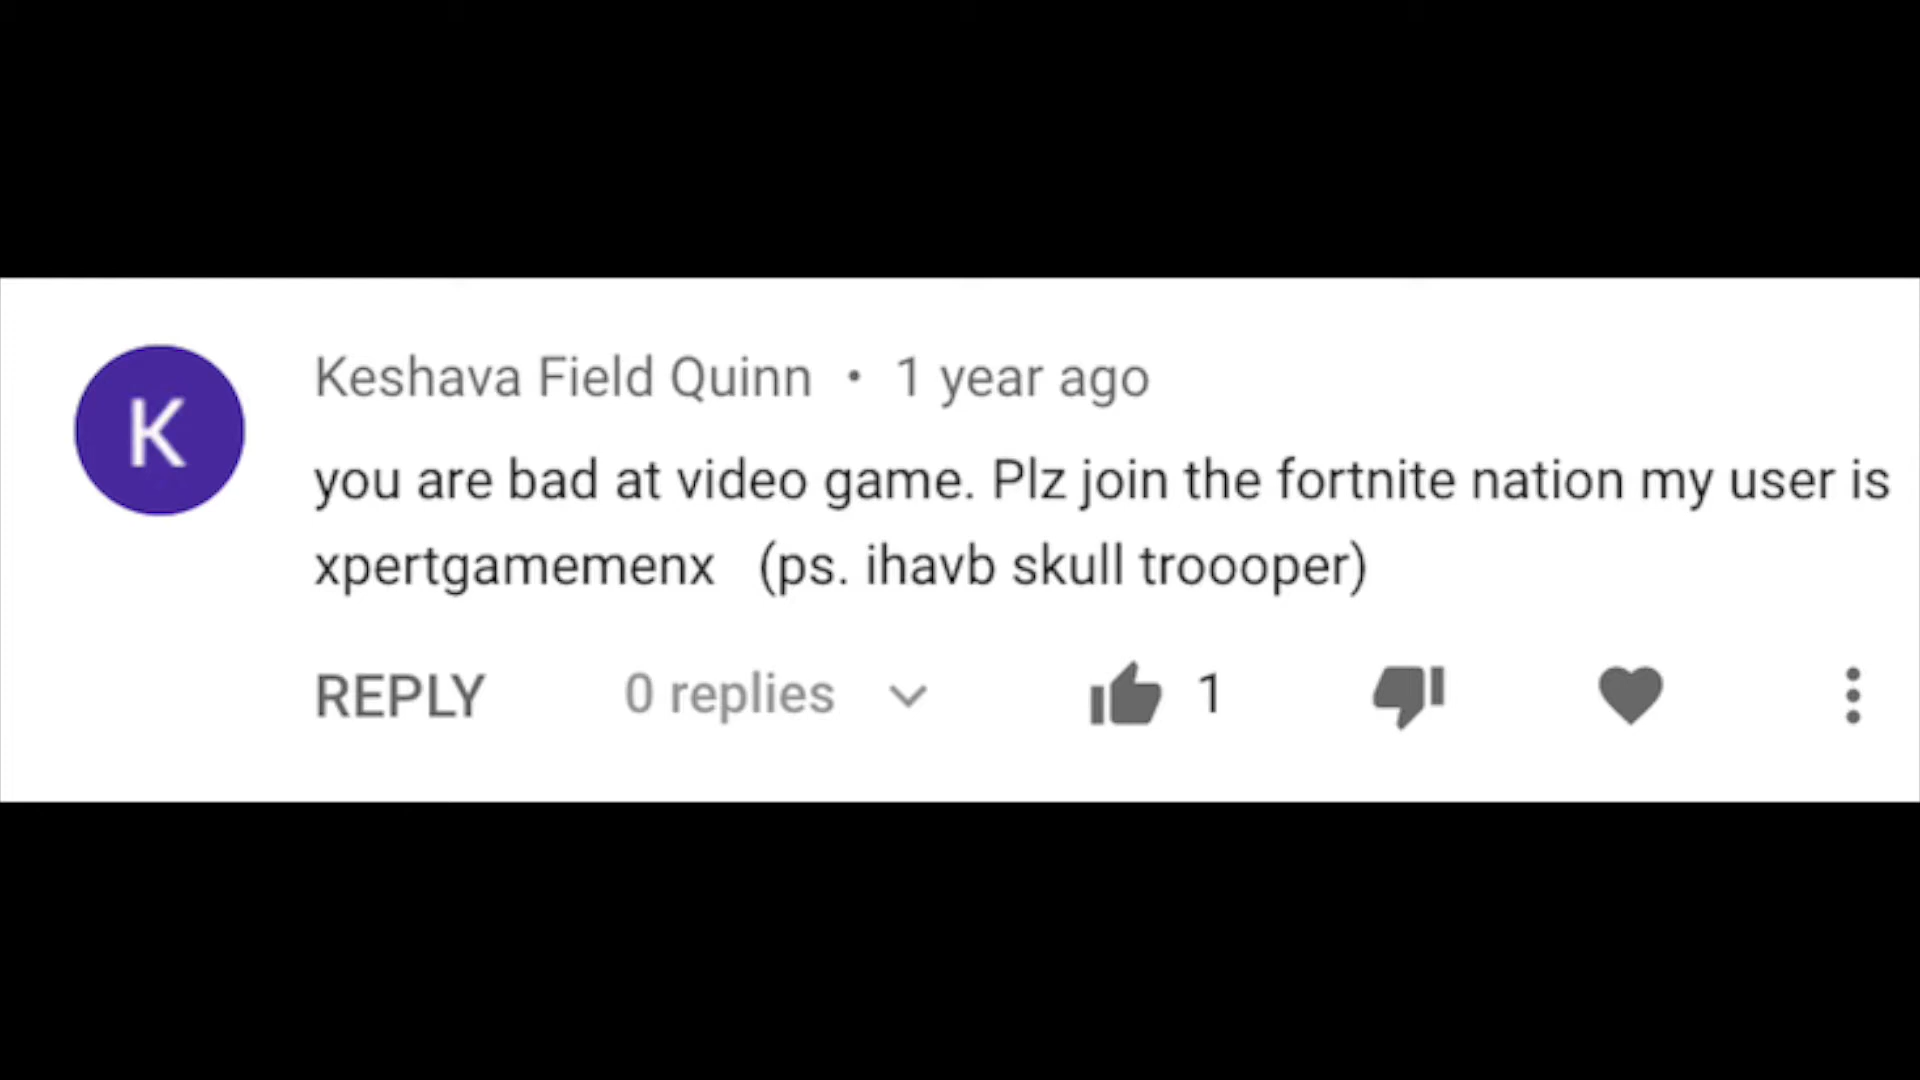 K
Keshava Field Quinn • 1 year ago
you are bad at video game. Plz join the fortnite nation my user is
xpertgamemenx (ps. ihavb skull troooper)
REPLY 0 replies 1